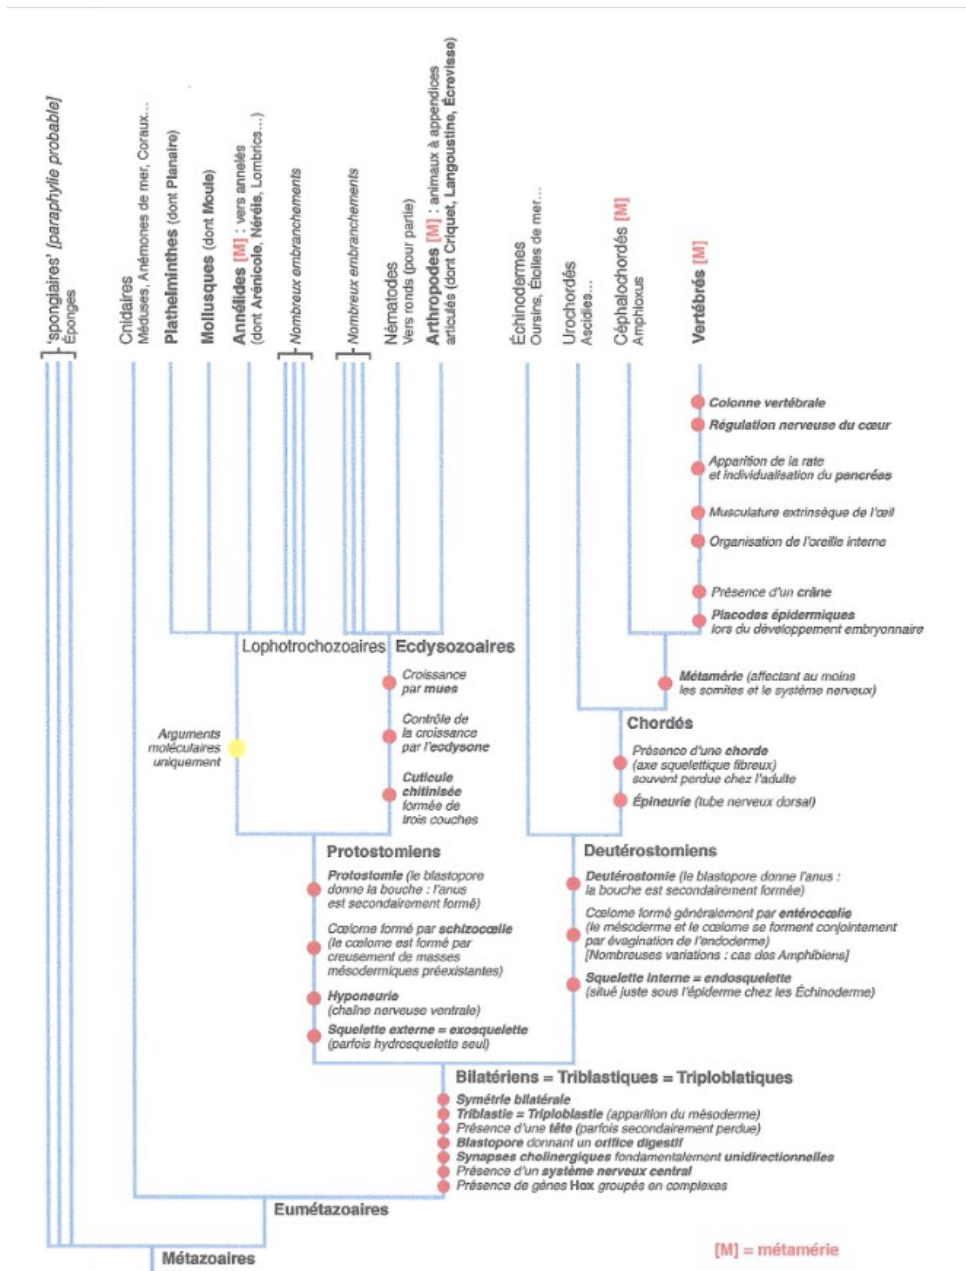 'spongiaires' [paraphylie probable]
Éponges
Cnidaires
Méduses, Anémones de mer, Coraux...
Plathelminthes (dont Planaire)
Mollusques (dont Moule)
Annélides [M] : vers annelés
(dont Arénicole, Néréis, Lombrics...)
Nombreux embranchements
Nombreux embranchements
Nématodes
Vers ronds (pour partie)
Arthropodes [M] : animaux à appendices
articulés (dont Criquet, Langoustine, Écrevisse)
Échinodermes
Oursins, Étoiles de mer...
Urochordés
Ascidies...
Céphalochordés [M]
Amphioxus
Vertébrés [M]
Colonne vertébrale
Régulation nerveuse du cœur
Apparition de la rate
et individualisation du pancréas
Musculature extrinsèque de l'œil
Organisation de l'oreille interne
Présence d'un crâne
Placodes épidermiques
lors du développement embryonnaire
Lophotrochozoaires
Ecdysozoaires
Croissance
par mues
Contrôle de
la croissance
par l'ecdysone
Cuticule
chitinisée
formée de
trois couches
Arguments
moléculaires
uniquement
Métamérie (affectant au moins
les somites et le système nerveux)
Chordés
Présence d'une chorde
(axe squelettique fibreux)
souvent perdue chez l'adulte
Épineurie (tube nerveux dorsal)
Protostomiens
Protostomie (le blastopore
donne la bouche : l'anus
est secondairement formé)
Cœlome formé par schizocœlie
(le cœlome est formé par
creusement de masses
mésodermiques préexistantes)
Hyponeurie
(chaîne nerveuse ventrale)
Squelette externe = exosquelette
(parfois hydrosquelette seul)
Deutérostomiens
Deutérostomie (le blastopore donne l'anus :
la bouche est secondairement formée)
Cœlome formé généralement par entérocœlie
(le mésoderme et le cœlome se forment conjointement
par évagination de l'endoderme)
[Nombreuses variations : cas des Amphibiens]
Squelette interne = endosquelette
(situé juste sous l'épiderme chez les Échinoderme)
Bilatériens = Triblastiques = Triploblatiques
Symétrie bilatérale
Triblastie = Triploblastie (apparition du mésoderme)
Présence d'une tête (parfois secondairement perdue)
Blastopore donnant un orifice digestif
Synapses cholinergiques fondamentalement unidirectionnelles
Présence d'un système nerveux central
Présence de gènes Hox groupés en complexes
Eumétazoaires
Métazoaires
[M] = métamérie